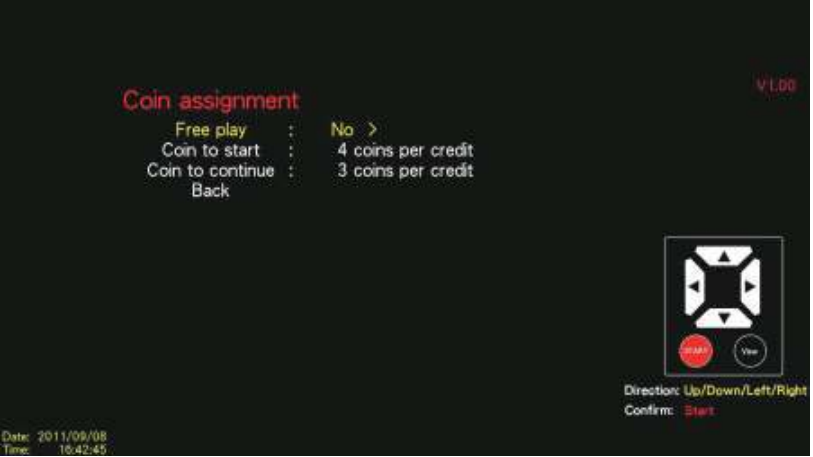 V1.00
Coin assignment
Free play : No >
Coin to start : 4 coins per credit
Coin to continue : 3 coins per credit
Back
START View
Direction: Up/Down/Left/Right
Confirm: Start
Date: 2011/09/08
Time: 16:42:45